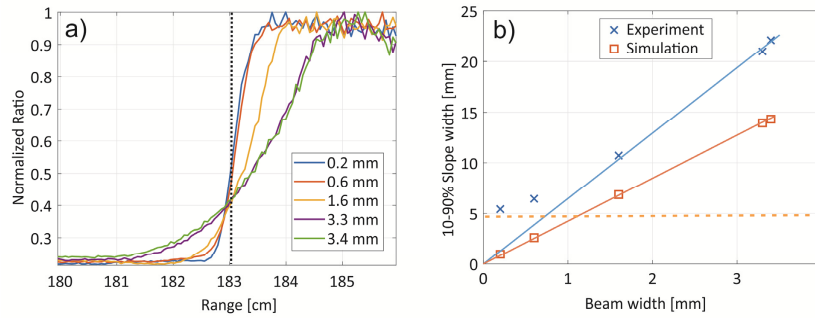 a)
1
0.9
0.8
0.7
0.6
0.5
0.4
0.3
Normalized Ratio
0.2 mm
0.6 mm
1.6 mm
3.3 mm
3.4 mm
180 181 182 183 184 185
Range [cm]
b)
25
20
15
10
5
0
10-90% Slope width [mm]
Experiment
Simulation
0 1 2 3
Beam width [mm]